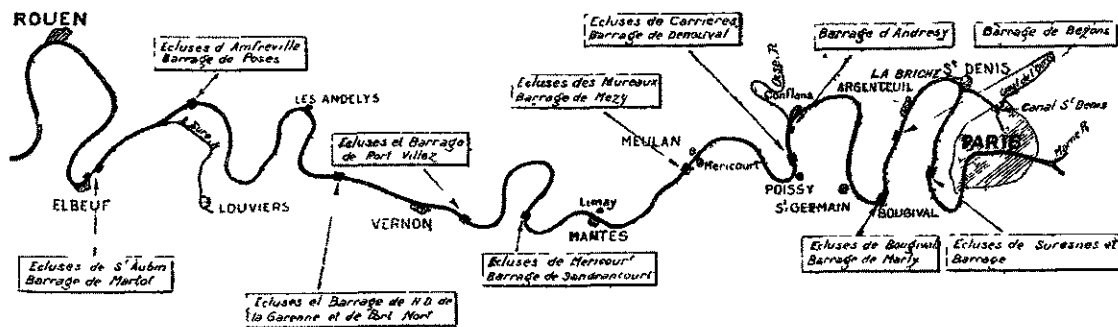 ROUEN
Ecluses d'Amfreville
Barrage de Poses
LES ANDELYS
Ecluses et Barrage
de Port Villez
Ecluses des Mureaux
Barrage de Mezy
Ecluses de Carrières
Barrage de Denouval
Barrage d'Andresy
Barrage de Bezons
Conflans
ARGENTEUIL
LA BRICHE
St DENIS
Canal St Denis
PARIS
Marne R.
MEULAN
Mericourt
ELBEUF
LOUVIERS
VERNON
Limay
MANTES
POISSY
St GERMAIN
BOUGIVAL
Ecluses de St Aubin
Barrage de Martot
Ecluses et Barrage de N.D. de
la Garenne et de Port Mort
Ecluses de Méricourt
Barrage de Sandrancourt
Ecluses de Bougival
Barrage de Marly
Ecluses de Suresnes et
Barrage